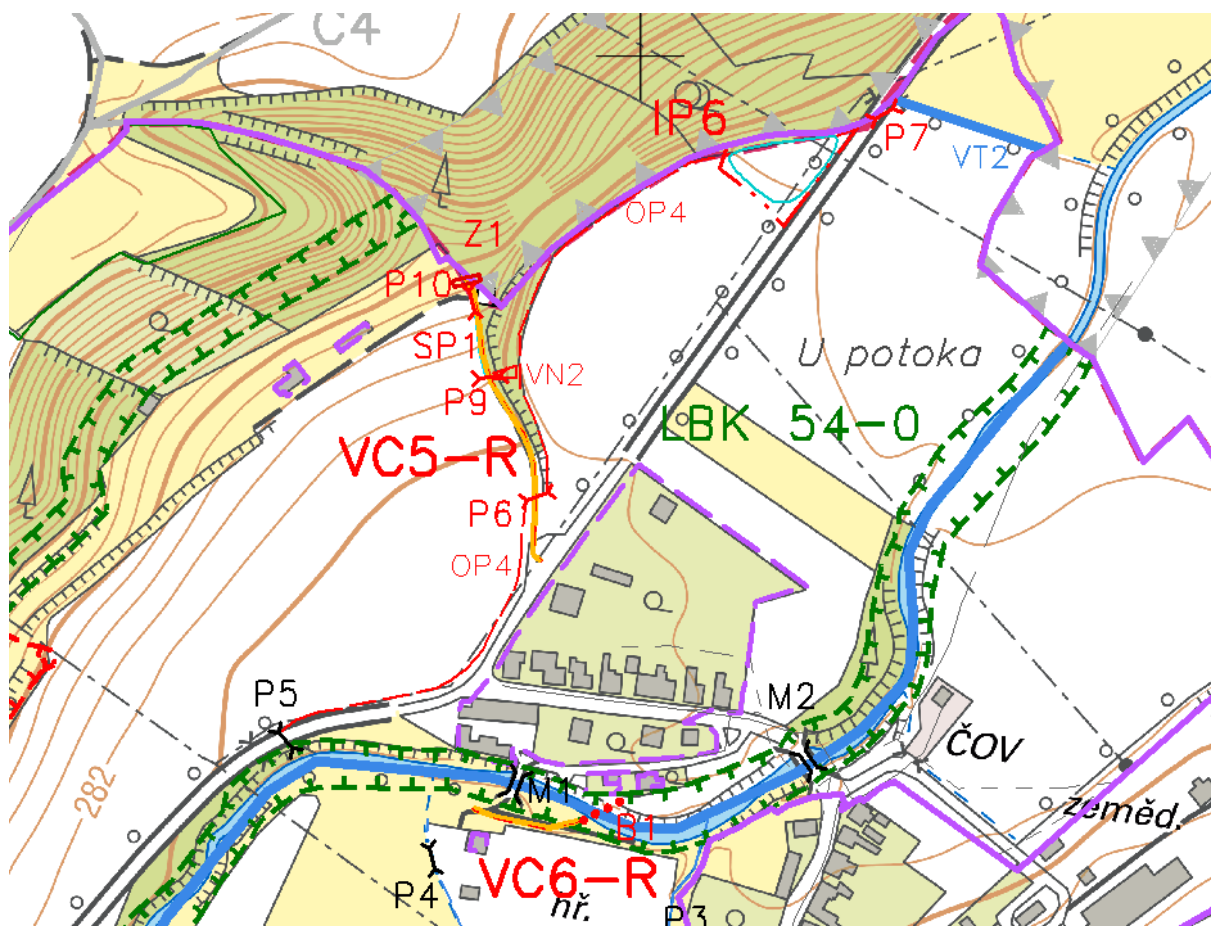 C4
IP6
P7
VT2
OP4
Z1
P10
SP1
VN2
P9
U potoka
LBK 54-0
VC5-R
P6
OP4
P5
M2
ČOV
282
M1
B1
zeměd.
VC6-R
P4
nř.
P3